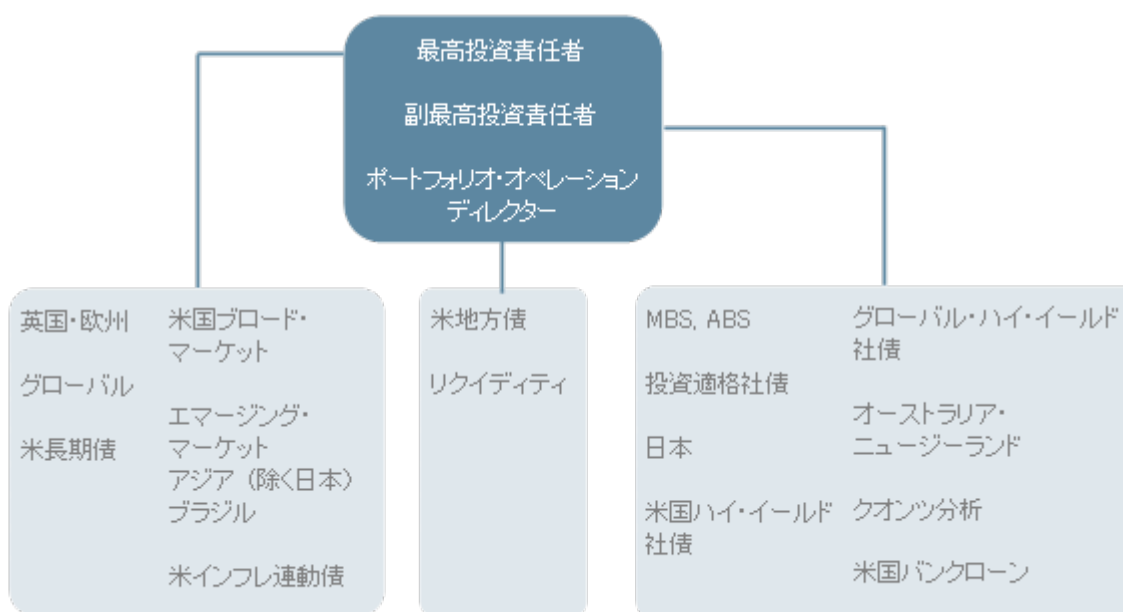 最高投資責任者
副最高投資責任者
ポートフォリオ・オペレーション
ディレクター
英国・欧州
グローバル
米長期債
米国ブロード・
マーケット
エマージング・
マーケット
アジア（除く日本）
ブラジル
米インフレ連動債
米地方債
リクイディティ
MBS, ABS
投資適格社債
日本
米国ハイ・イールド
社債
グローバル・ハイ・イールド
社債
オーストラリア・
ニュージーランド
クオンツ分析
米国バンクローン